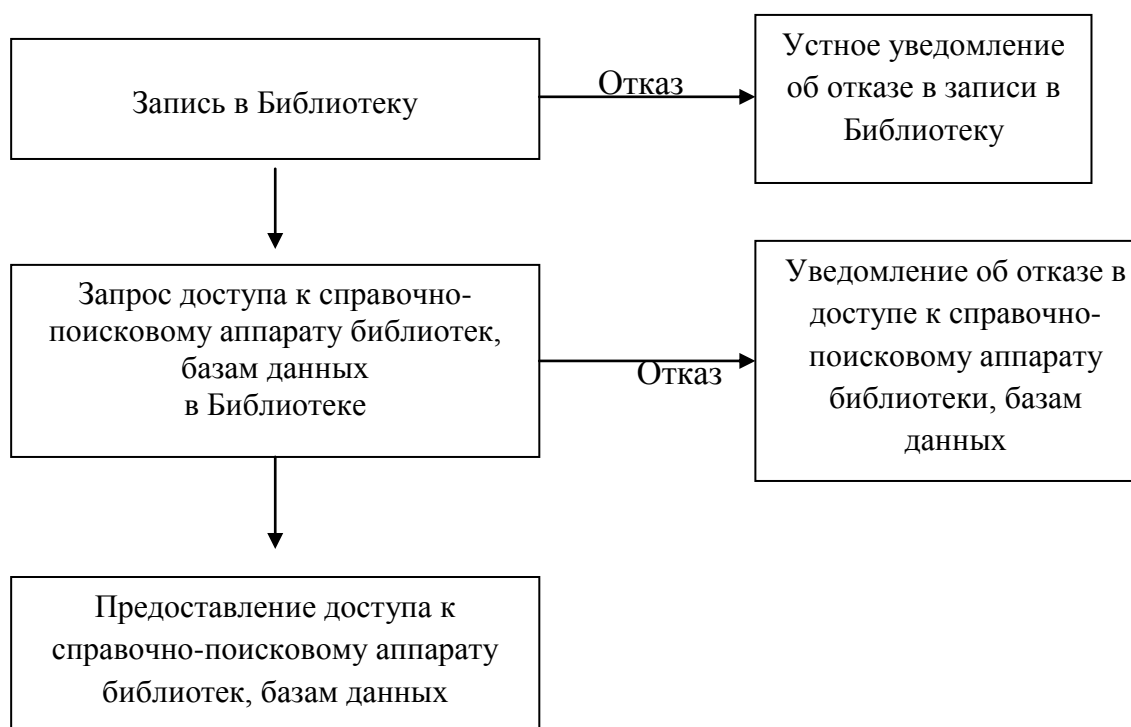 Запись в Библиотеку
Отказ
Устное уведомление
об отказе в записи в
Библиотеку
Запрос доступа к справочно-
поисковому аппарату библиотек,
базам данных
в Библиотеке
Отказ
Уведомление об отказе в
доступе к справочно-
поисковому аппарату
библиотеки, базам
данных
Предоставление доступа к
справочно-поисковому аппарату
библиотек, базам данных